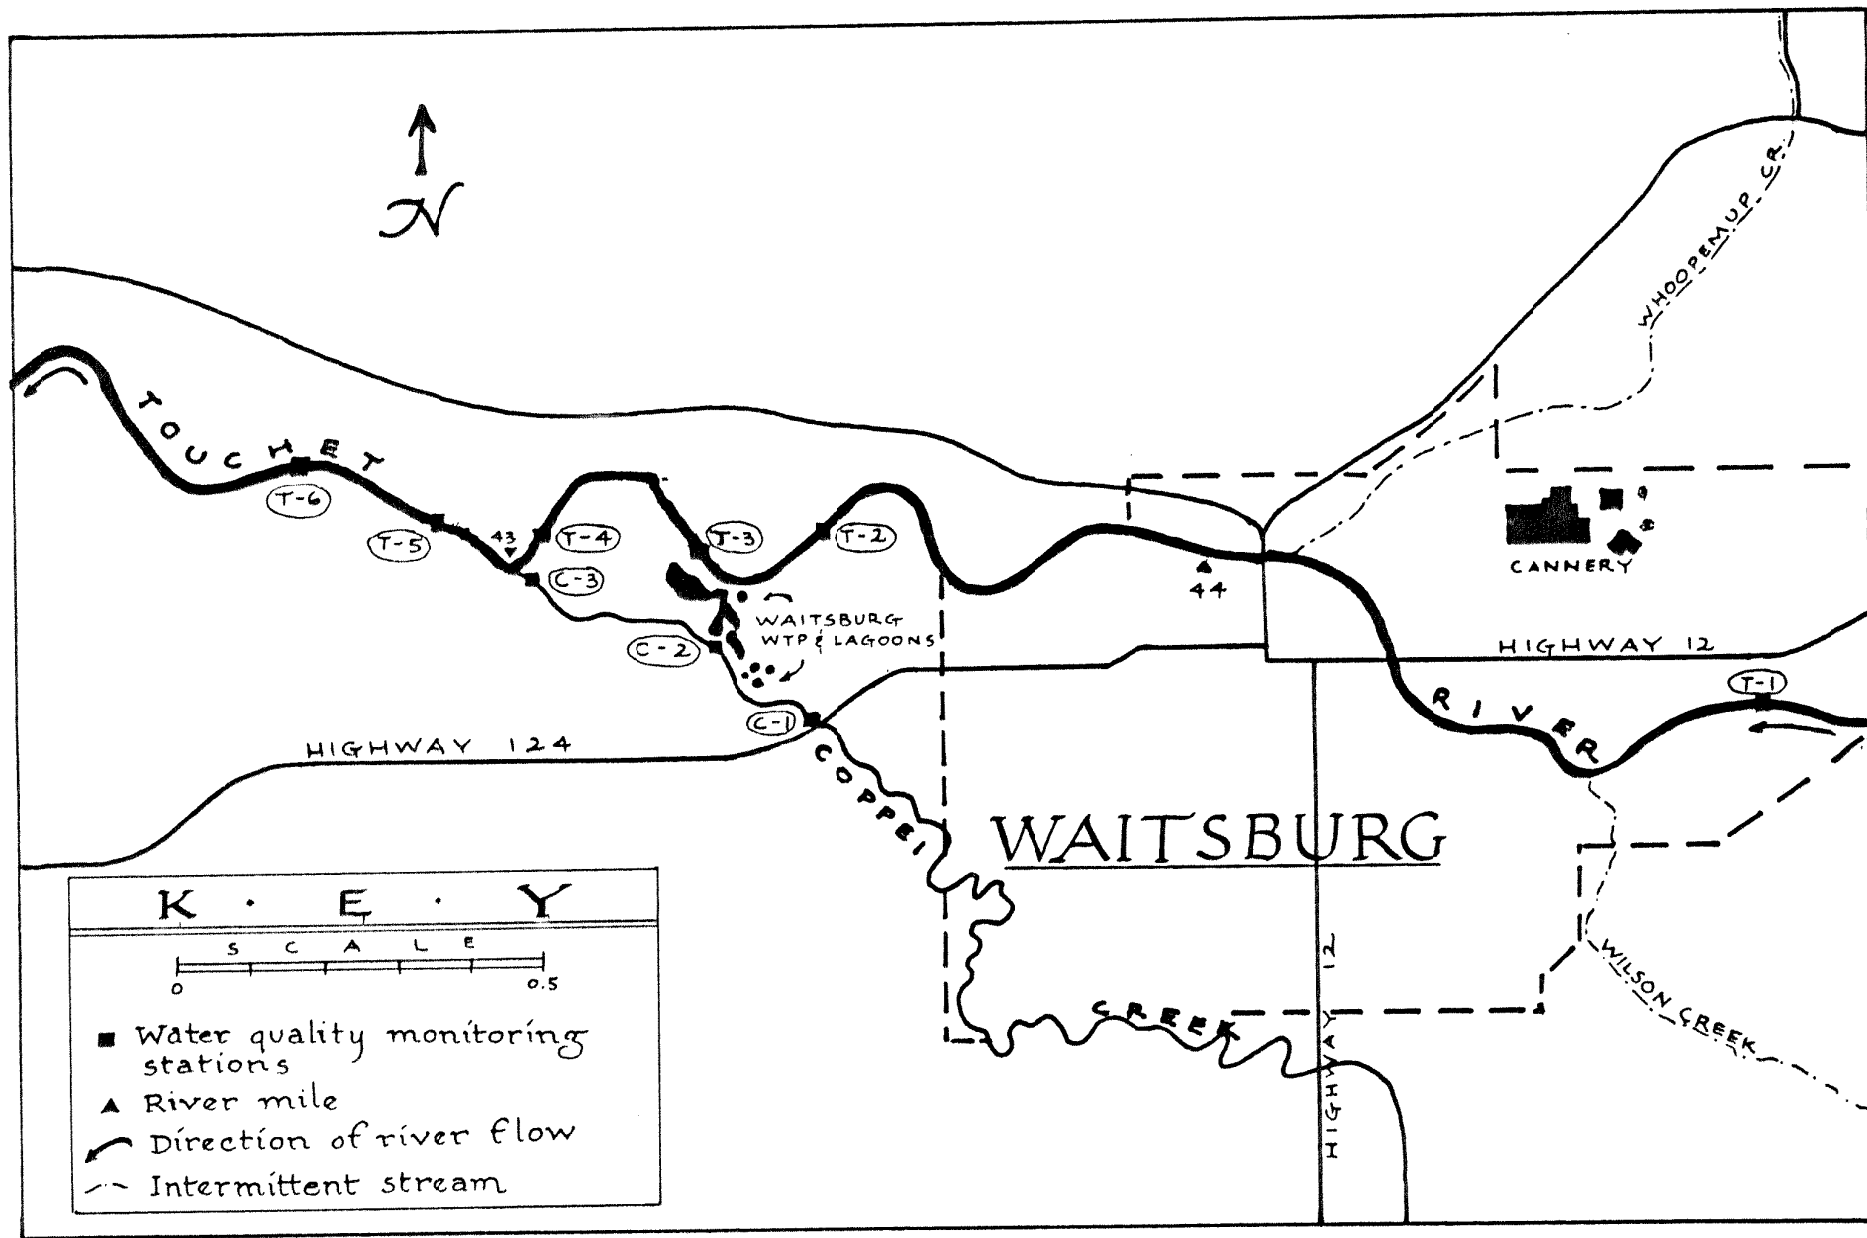 N
WHOOPEMUP CR.
TOUCHET
T-6
T-5
43
T-4
C-3
T-3
T-2
44
CANNERY
WAITSBURG
WTP & LAGOONS
C-2
C-1
HIGHWAY 12
T-1
RIVER
HIGHWAY 124
COPPEI
WAITSBURG
CREEK
HIGHWAY 12
WILSON CREEK
K · E · Y
SCALE
0 0.5
Water quality monitoring
stations
River mile
Direction of river flow
Intermittent stream